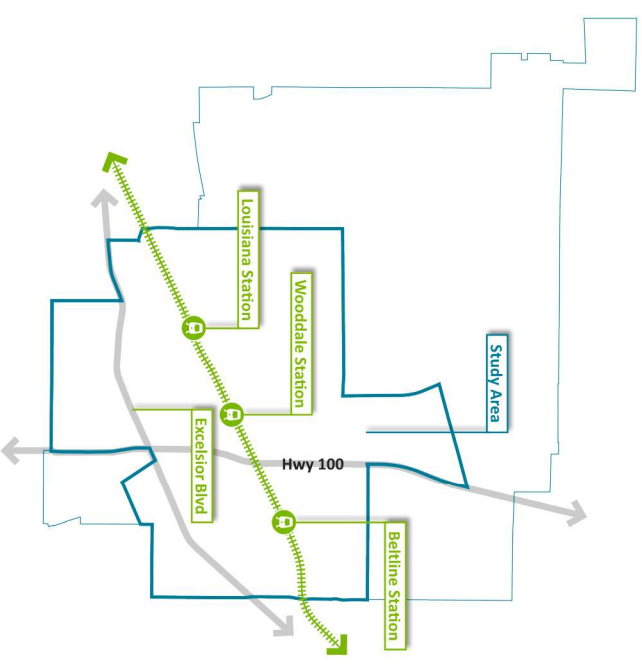 Louisiana Station
Wooddale Station
Study Area
Excelsior Blvd
Hwy 100
Beltline Station